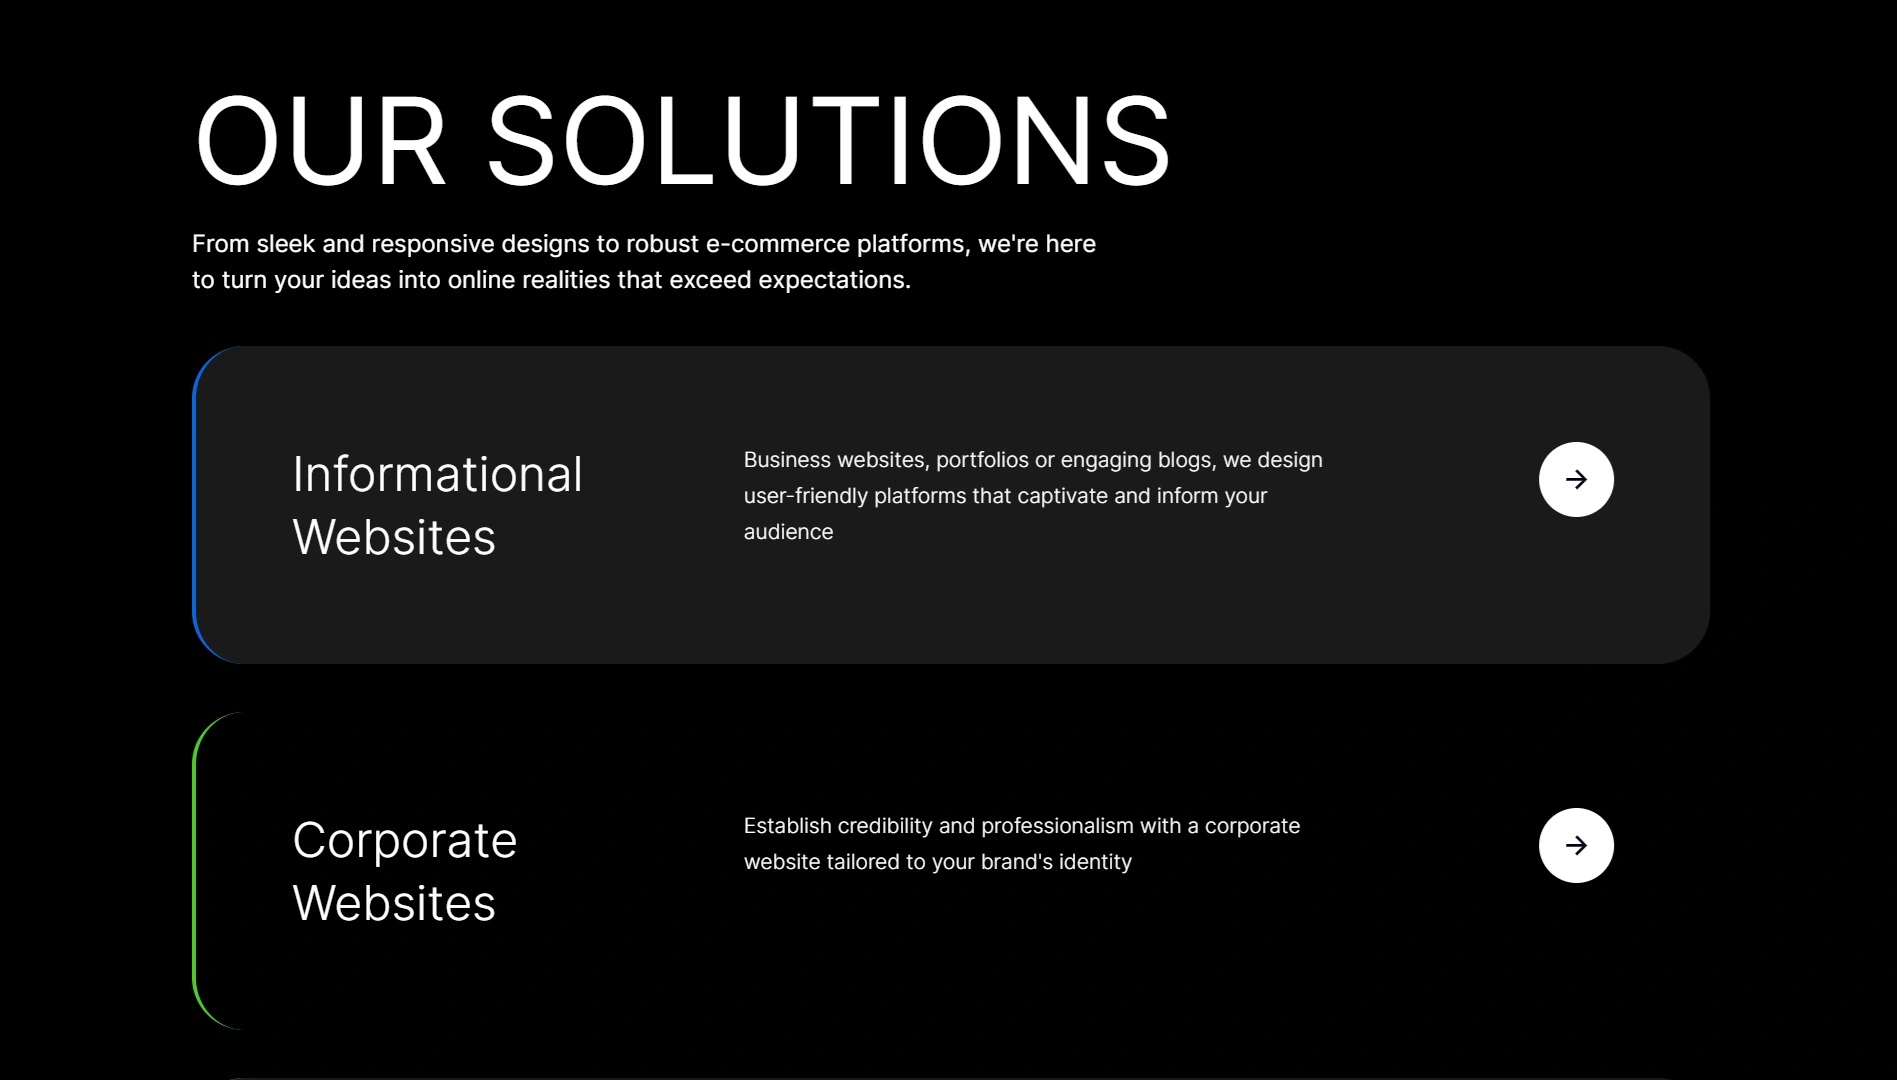 OUR SOLUTIONS
From sleek and responsive designs to robust e-commerce platforms, we're here
to turn your ideas into online realities that exceed expectations.
Informational
Websites
Business websites, portfolios or engaging blogs, we design
user-friendly platforms that captivate and inform your
audience
Corporate
Websites
Establish credibility and professionalism with a corporate
website tailored to your brand's identity